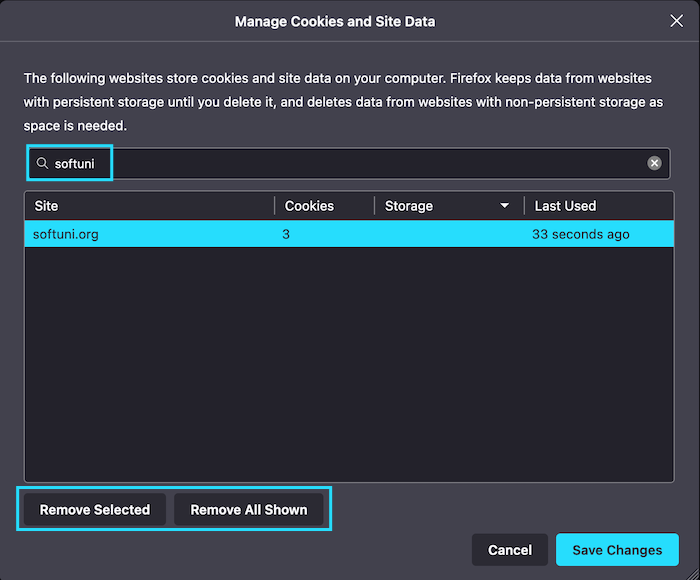 Manage Cookies and Site Data
The following websites store cookies and site data on your computer. Firefox keeps data from websites
with persistent storage until you delete it, and deletes data from websites with non-persistent storage as
space is needed.
softuni
Site Cookies Storage Last Used
softuni.org 3 33 seconds ago
Remove Selected Remove All Shown
Cancel Save Changes